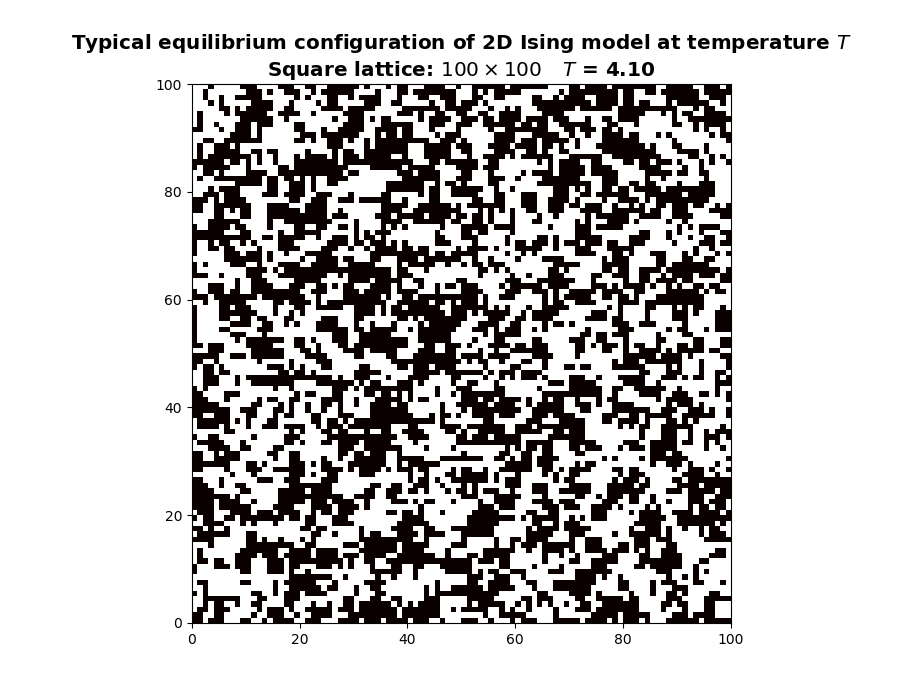 Typical equilibrium configuration of 2D Ising model at temperature T
Square lattice: 100 × 100 T = 4.10
100
80
60
40
20
0
0 20 40 60 80 100